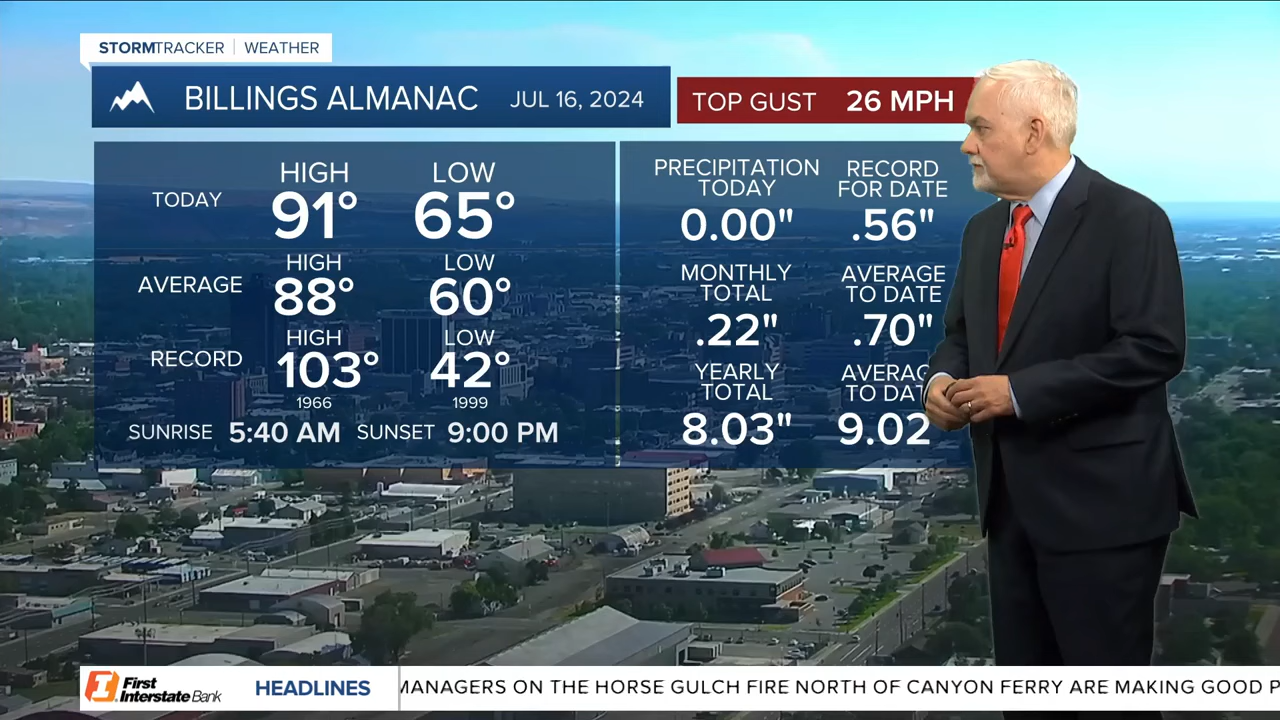 STORMTRACKER | WEATHER
BILLINGS ALMANAC JUL 16, 2024
TOP GUST 26 MPH
HIGH LOW
TODAY 91° 65°
HIGH LOW
AVERAGE 88° 60°
HIGH LOW
RECORD 103° 42°
1966 1999
SUNRISE 5:40 AM SUNSET 9:00 PM
PRECIPITATION RECORD
TODAY FOR DATE
0.00" .56"
MONTHLY AVERAGE
TOTAL TO DATE
.22" .70"
YEARLY AVERAG
TOTAL TO DAT
8.03" 9.02
First
Interstate Bank
HEADLINES
MANAGERS ON THE HORSE GULCH FIRE NORTH OF CANYON FERRY ARE MAKING GOOD P